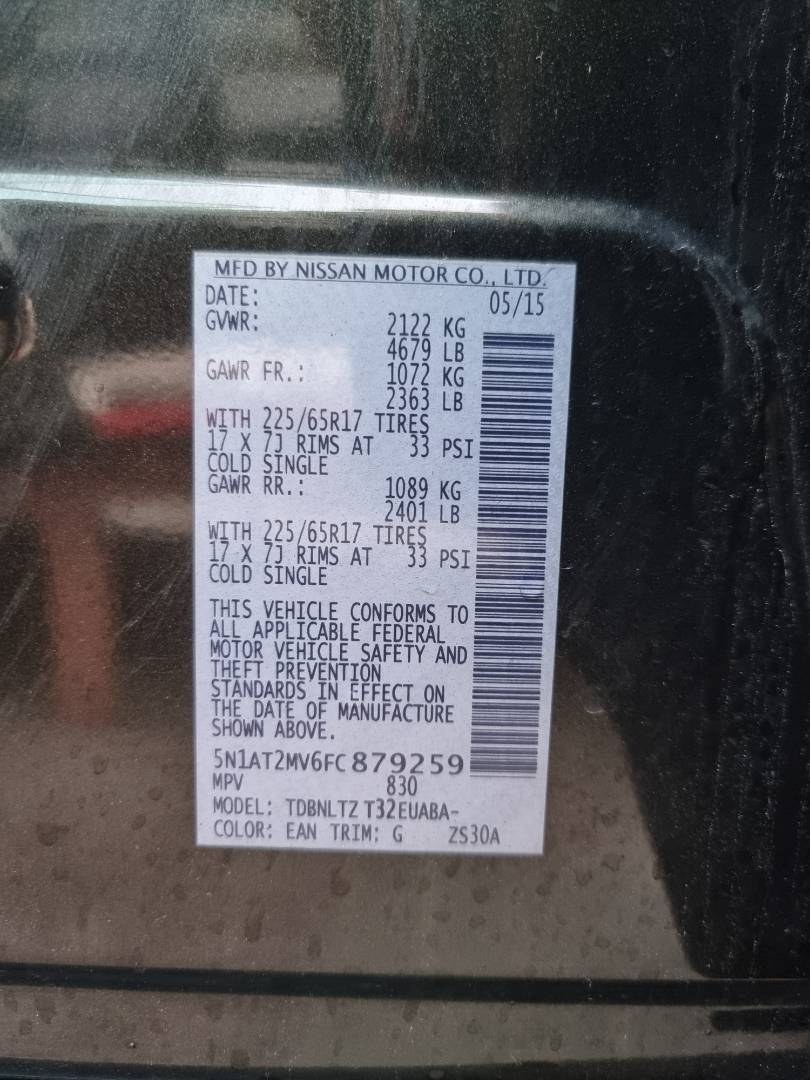 MFD BY NISSAN MOTOR CO., LTD.
DATE: 05/15
GVWR: 2122 KG
4679 LB
GAWR FR.: 1072 KG
2363 LB
WITH 225/65R17 TIRES
17 X 7J RIMS AT 33 PSI
COLD SINGLE
GAWR RR.: 1089 KG
2401 LB
WITH 225/65R17 TIRES
17 X 7J RIMS AT 33 PSI
COLD SINGLE
THIS VEHICLE CONFORMS TO
ALL APPLICABLE FEDERAL
MOTOR VEHICLE SAFETY AND
THEFT PREVENTION
STANDARDS IN EFFECT ON
THE DATE OF MANUFACTURE
SHOWN ABOVE.
5N1AT2MV6FC879259
MPV 830
MODEL: TDBNLTZ T32EUABA-
COLOR: EAN TRIM: G ZS30A